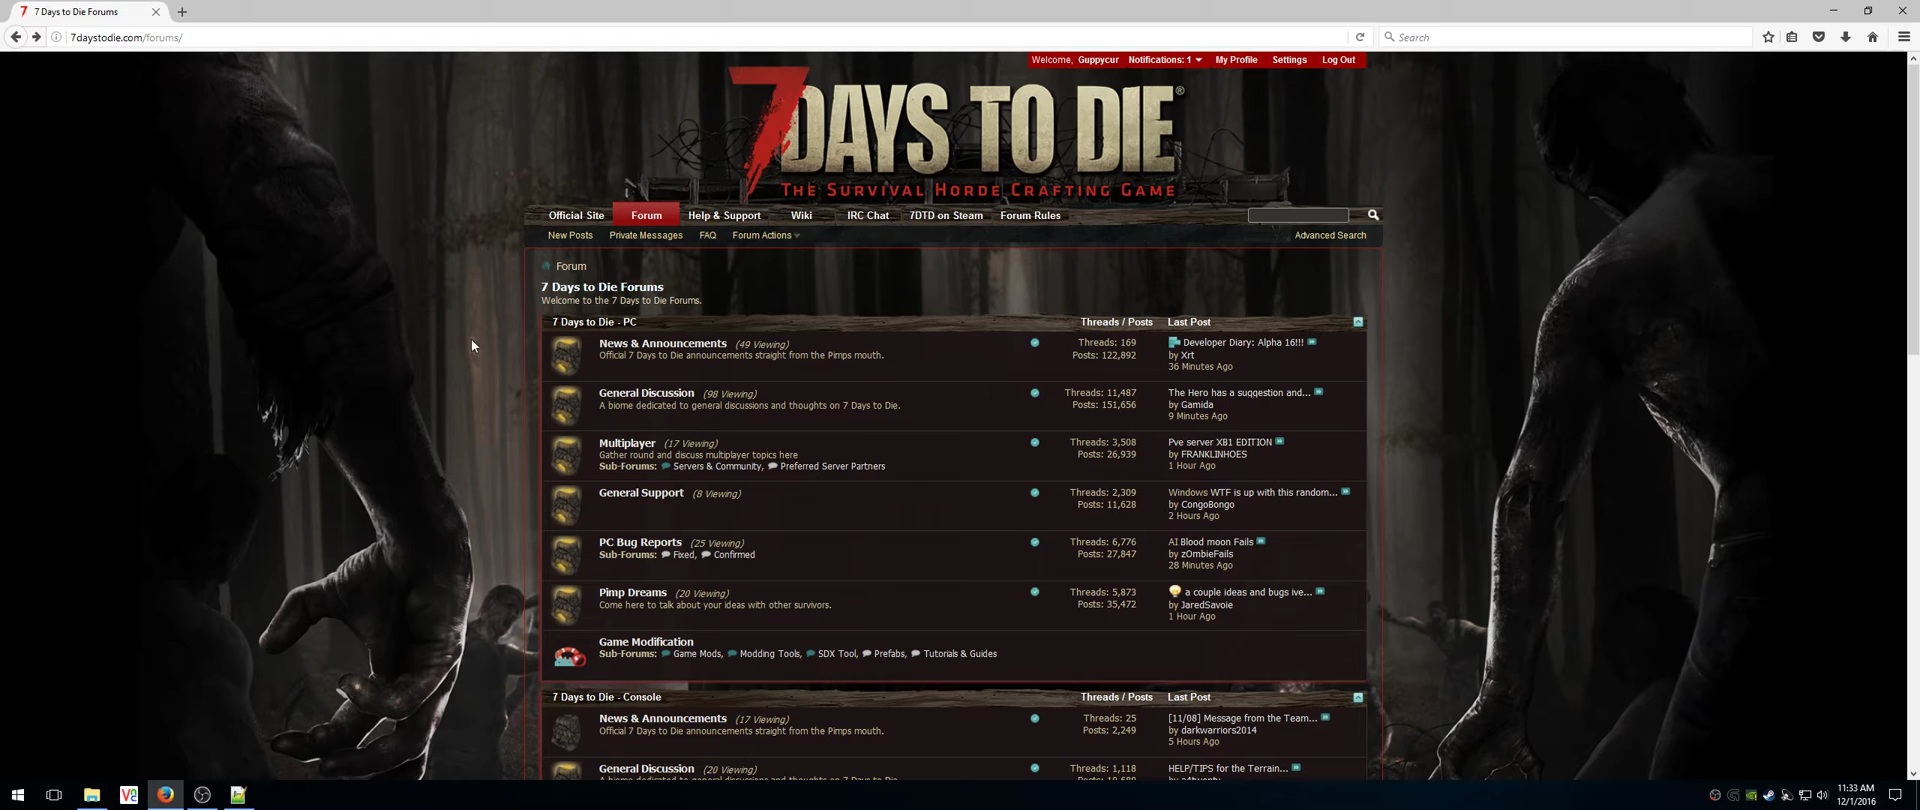 7 Days to Die Forums
7daystodie.com/forums/
Search
Welcome, Guppycur Notifications: 1 My Profile Settings Log Out
7 DAYS TO DIE®
THE SURVIVAL HORDE CRAFTING GAME
Official Site Forum Help & Support Wiki IRC Chat 7DTD on Steam Forum Rules
New Posts Private Messages FAQ Forum Actions Advanced Search
Forum
7 Days to Die Forums
Welcome to the 7 Days to Die Forums.
7 Days to Die - PC Threads / Posts Last Post
News & Announcements (49 Viewing)
Official 7 Days to Die announcements straight from the Pimps mouth.
Threads: 169
Posts: 122,892
Developer Diary: Alpha 16!!!
by Xrt
36 Minutes Ago
General Discussion (98 Viewing)
A biome dedicated to general discussions and thoughts on 7 Days to Die.
Threads: 11,487
Posts: 151,656
The Hero has a suggestion and...
by Gamida
9 Minutes Ago
Multiplayer (17 Viewing)
Gather round and discuss multiplayer topics here
Sub-Forums: Servers & Community, Preferred Server Partners
Threads: 3,508
Posts: 26,939
Pve server XB1 EDITION
by FRANKLINHOES
1 Hour Ago
General Support (8 Viewing)
Threads: 2,309
Posts: 11,628
Windows WTF is up with this random...
by CongoBongo
2 Hours Ago
PC Bug Reports (25 Viewing)
Sub-Forums: Fixed, Confirmed
Threads: 6,776
Posts: 27,847
AI Blood moon Fails
by zOmbieFails
28 Minutes Ago
Pimp Dreams (20 Viewing)
Come here to talk about your ideas with other survivors.
Threads: 5,873
Posts: 35,472
a couple ideas and bugs ive...
by JaredSavoie
1 Hour Ago
Game Modification
Sub-Forums: Game Mods, Modding Tools, SDX Tool, Prefabs, Tutorials & Guides
7 Days to Die - Console Threads / Posts Last Post
News & Announcements (17 Viewing)
Official 7 Days to Die announcements straight from the Pimps mouth.
Threads: 25
Posts: 2,249
[11/08] Message from the Team...
by darkwarriors2014
5 Hours Ago
General Discussion (20 Viewing)
A biome dedicated to general discussions and thoughts on 7 Days to Die.
Threads: 1,118
HELP/TIPS for the Terrain...
11:33 AM
12/1/2016